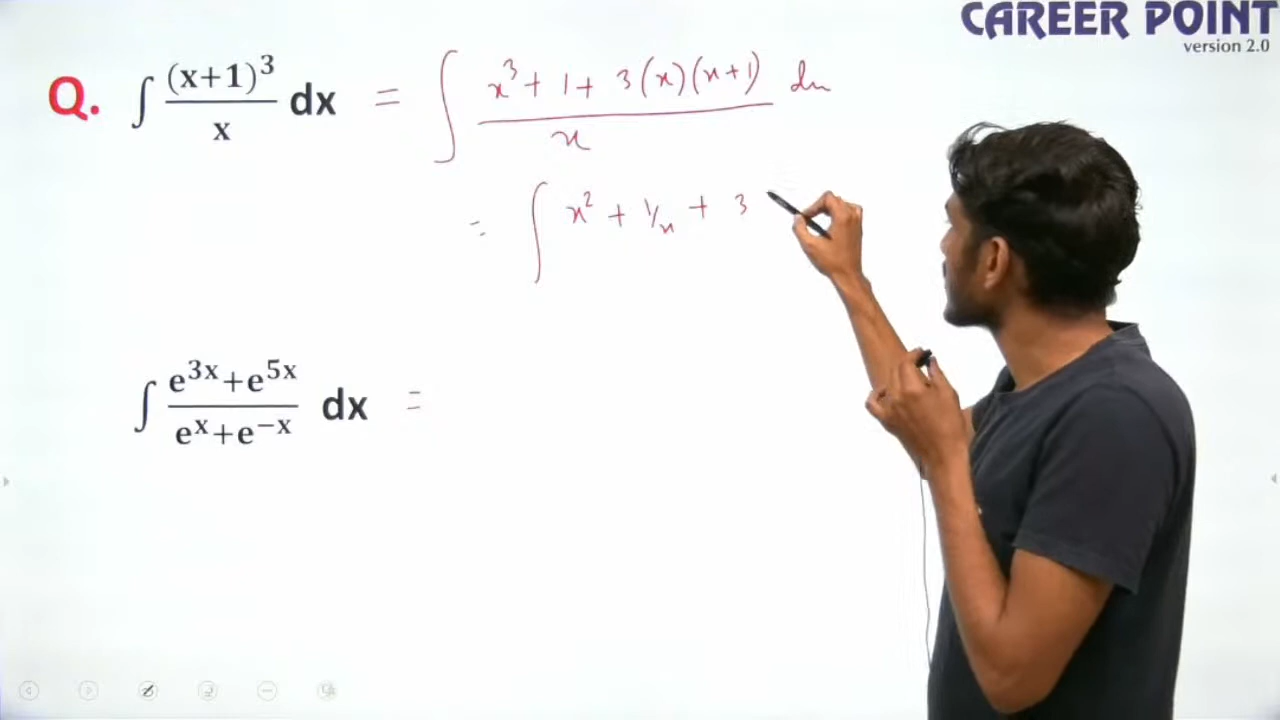 CAREER POINT
version 2.0
Q. ∫ (x+1)³/x dx = ∫ x³ + 1 + 3(x)(x+1)/x dx
= ∫ x² + 1/x + 3
∫ e³ˣ+e⁵ˣ/eˣ+e⁻ˣ dx =